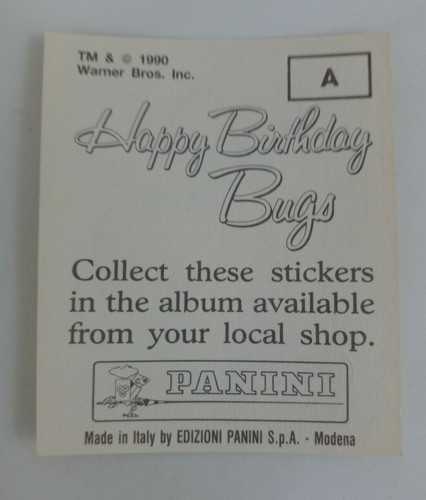 TM & © 1990
Warner Bros. Inc.
A
Happy Birthday
Bugs
Collect these stickers
in the album available
from your local shop.
PANINI
Made in Italy by EDIZIONI PANINI S.p.A. - Modena